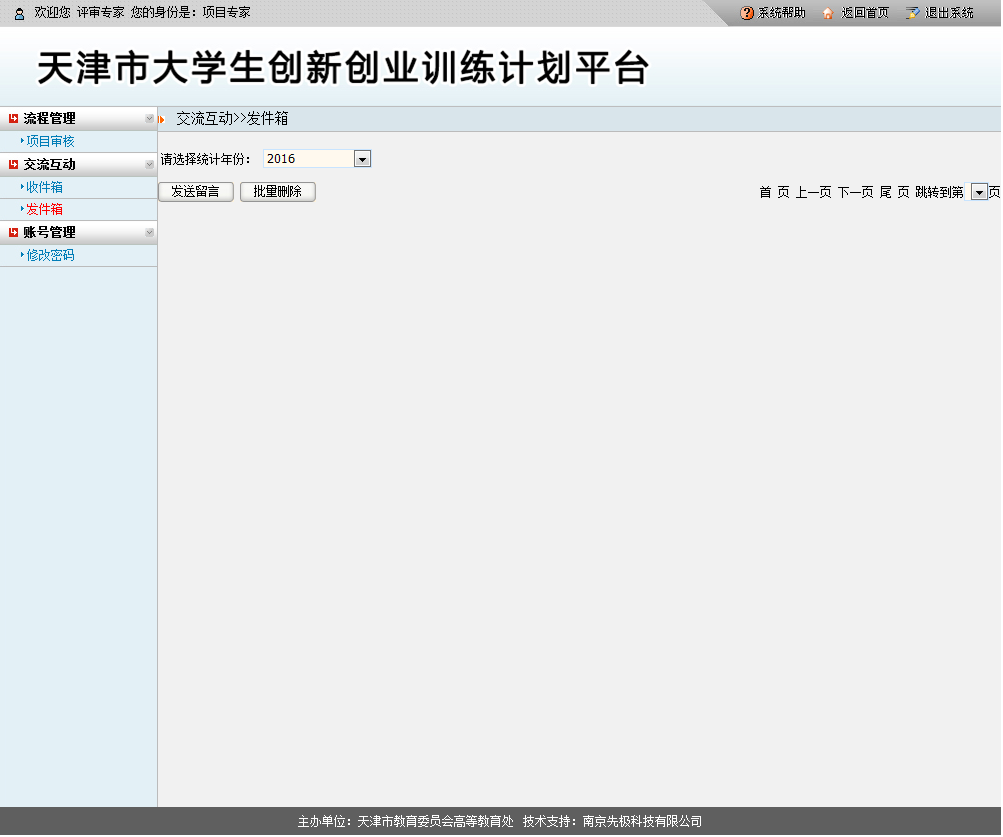 欢迎您 评审专家 您的身份是：项目专家
系统帮助 返回首页 退出系统
天津市大学生创新创业训练计划平台
流程管理
项目审核
交流互动
收件箱
发件箱
账号管理
修改密码
交流互动>>发件箱
请选择统计年份： 2016
发送留言 批量删除
首 页 上一页 下一页 尾 页 跳转到第 页
主办单位：天津市教育委员会高等教育处 技术支持：南京先极科技有限公司